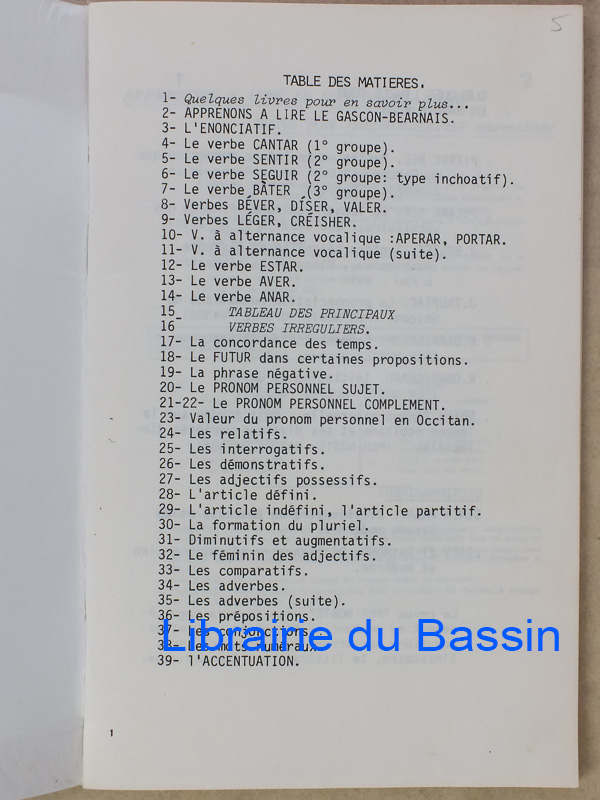 5
TABLE DES MATIERES.
1- Quelques livres pour en savoir plus...
2- APPRENONS A LIRE LE GASCON-BEARNAIS.
3- L'ENONCIATIF.
4- Le verbe CANTAR (1° groupe).
5- Le verbe SENTIR (2° groupe).
6- Le verbe SEGUIR (2° groupe: type inchoatif).
7- Le verbe BÀTER (3° groupe).
8- Verbes BÉVER, DÍSER, VALER.
9- Verbes LÉGER, CRÉISHER.
10- V. à alternance vocalique :APERAR, PORTAR.
11- V. à alternance vocalique (suite).
12- Le verbe ESTAR.
13- Le verbe AVER.
14- Le verbe ANAR.
15_ TABLEAU DES PRINCIPAUX
16 VERBES IRREGULIERS.
17- La concordance des temps.
18- Le FUTUR dans certaines propositions.
19- La phrase négative.
20- Le PRONOM PERSONNEL SUJET.
21-22- Le PRONOM PERSONNEL COMPLEMENT.
23- Valeur du pronom personnel en Occitan.
24- Les relatifs.
25- Les interrogatifs.
26- Les démonstratifs.
27- Les adjectifs possessifs.
28- L'article défini.
29- L'article indéfini, l'article partitif.
30- La formation du pluriel.
31- Diminutifs et augmentatifs.
32- Le féminin des adjectifs.
33- Les comparatifs.
34- Les adverbes.
35- Les adverbes (suite).
36- Les prépositions.
37- Les conjonctions.
Librairie du Bassin
38- Les mots numéraux.
39- l'ACCENTUATION.
1